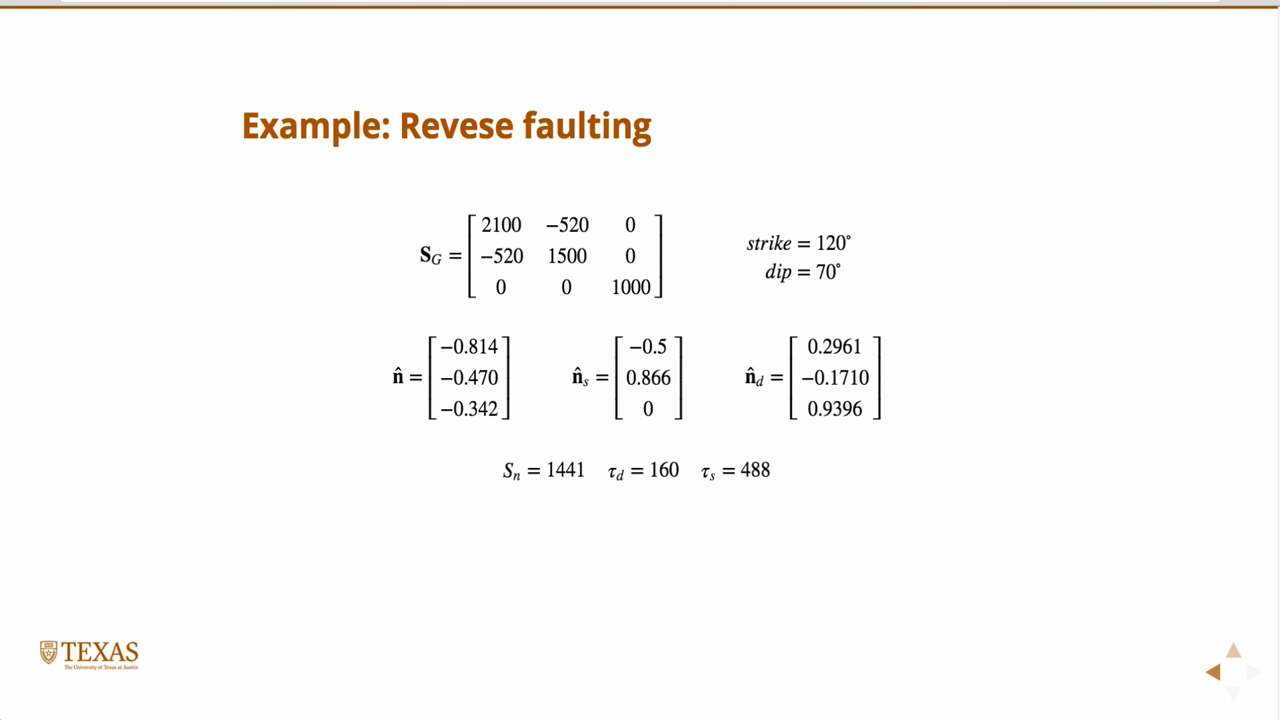 Example: Revese faulting
S_G = [ 2100 −520 0
−520 1500 0
0 0 1000 ]
strike = 120°
dip = 70°
n̂ = [ −0.814
−0.470
−0.342 ]
n̂_s = [ −0.5
0.866
0 ]
n̂_d = [ 0.2961
−0.1710
0.9396 ]
S_n = 1441 τ_d = 160 τ_s = 488
TEXAS
The University of Texas at Austin